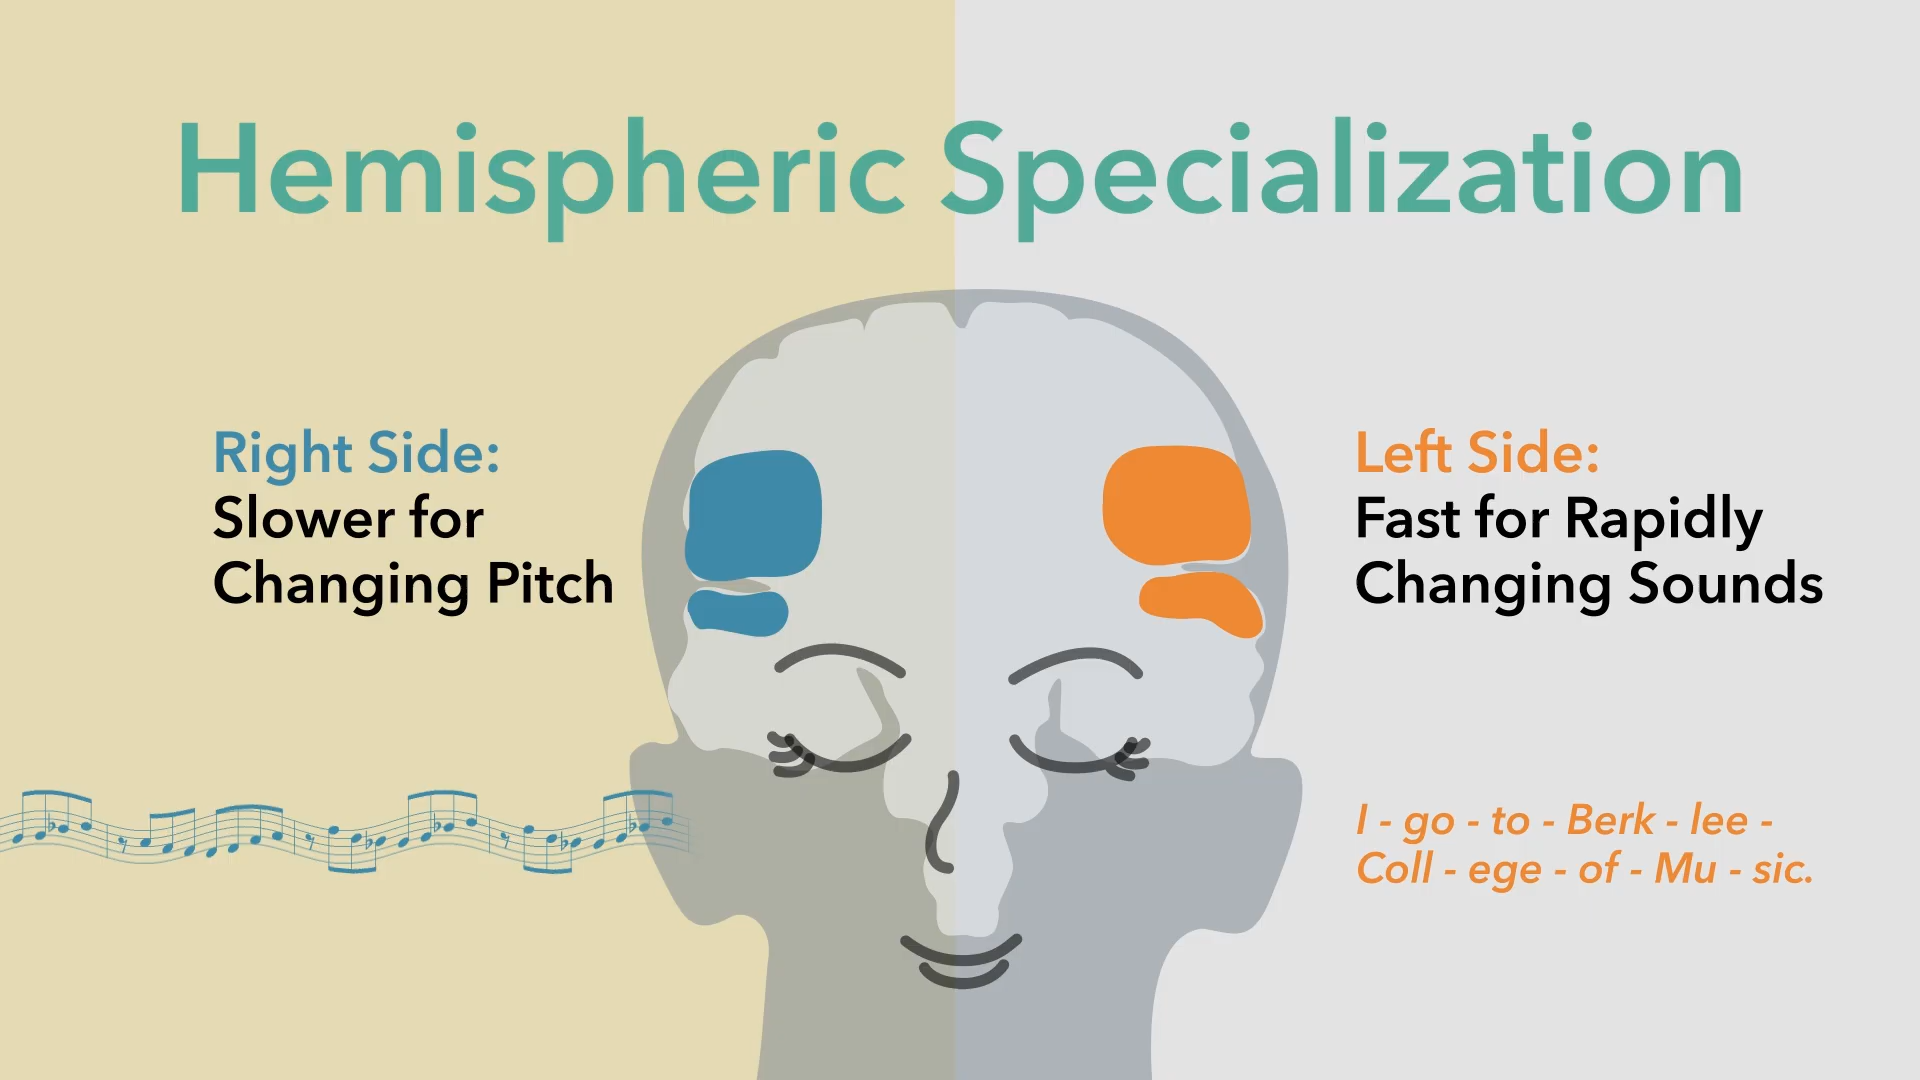 Hemispheric Specialization
Right Side:
Slower for
Changing Pitch
Left Side:
Fast for Rapidly
Changing Sounds
I - go - to - Berk - lee -
Coll - ege - of - Mu - sic.